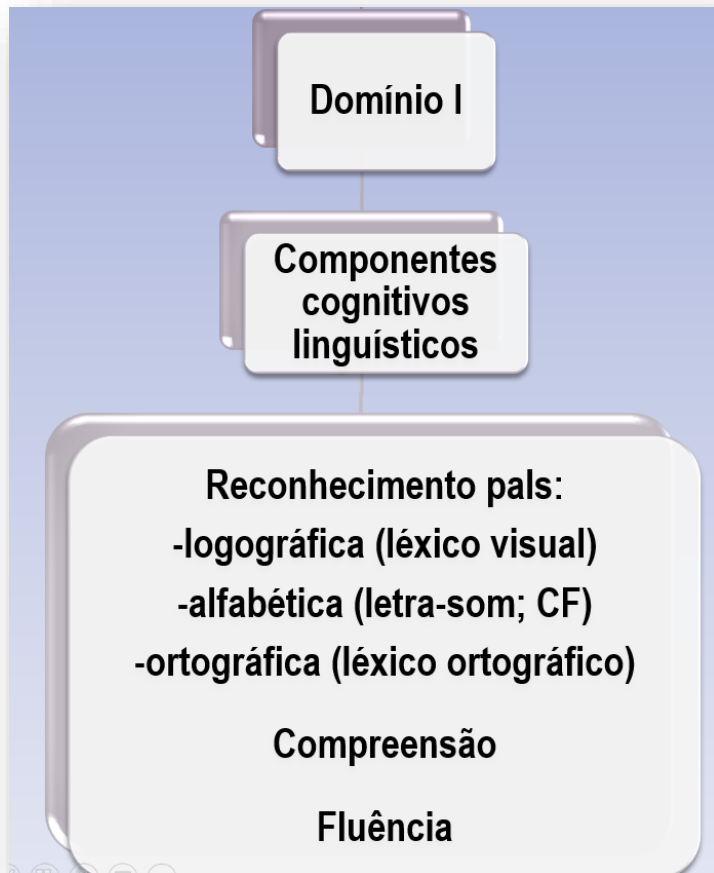 Domínio I
Componentes
cognitivos
linguísticos
Reconhecimento pals:
-logográfica (léxico visual)
-alfabética (letra-som; CF)
-ortográfica (léxico ortográfico)
Compreensão
Fluência